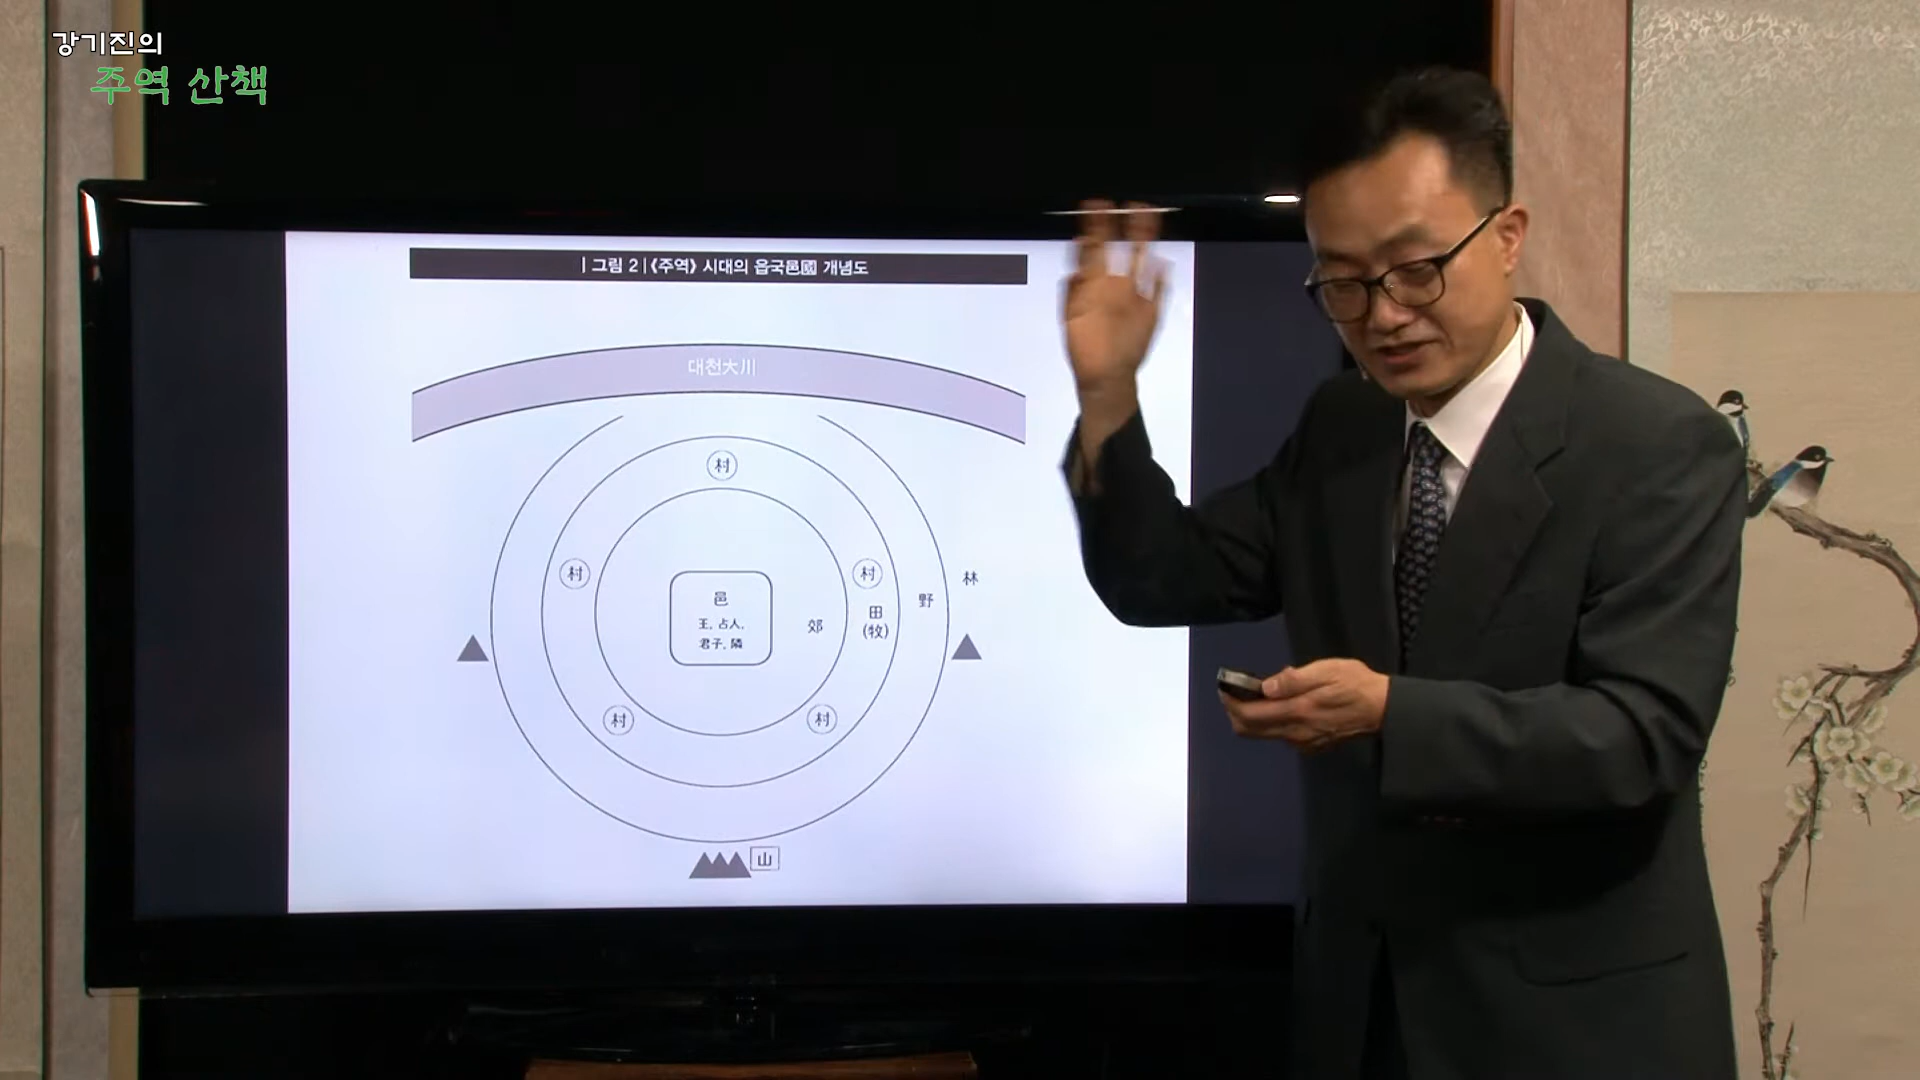 강기진의
주역 산책
| 그림 2 | 《주역》 시대의 읍국邑國 개념도
대천大川
村
村
村
林
邑
野
田
王, 占人,
郊
(牧)
君子, 隣
村
村
山